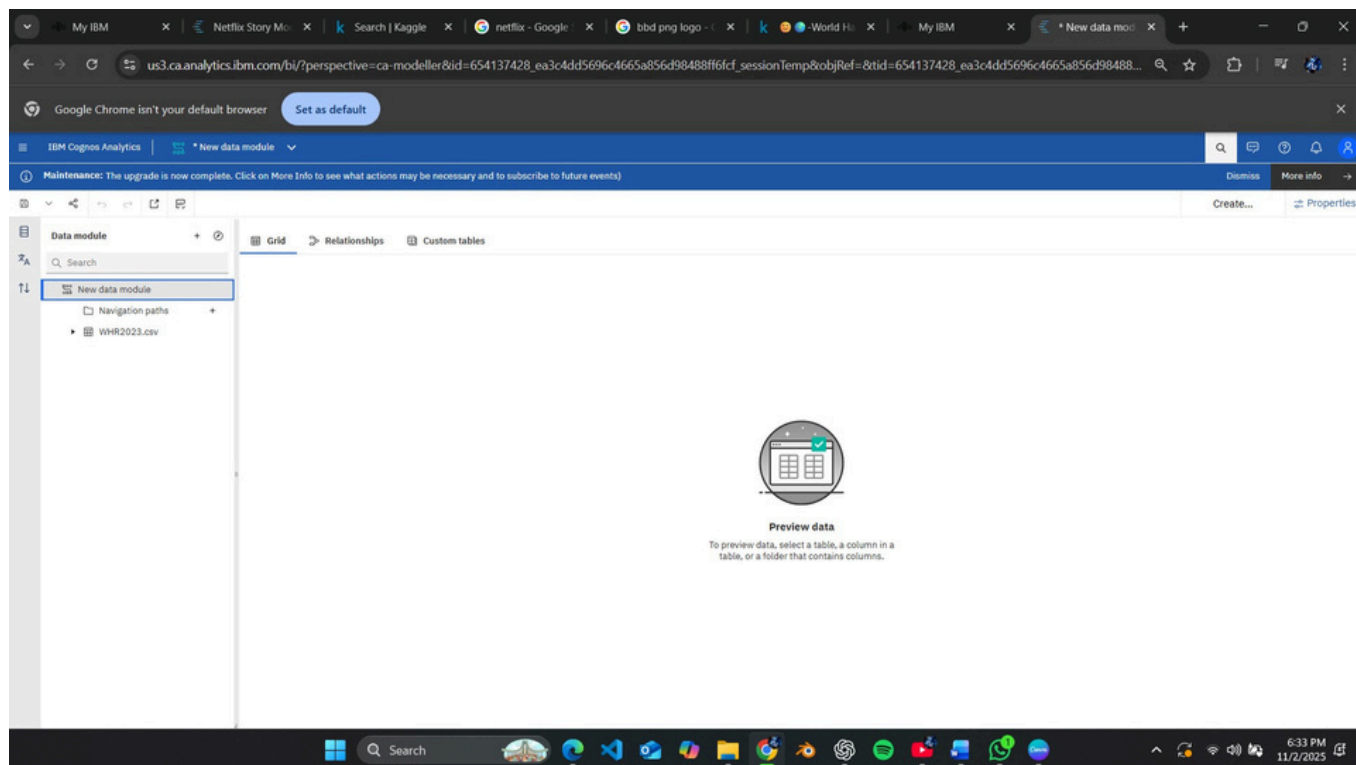 My IBM
Netflix Story Mo
Search | Kaggle
netflix - Google
bbd png logo - (
-World Ha
My IBM
* New data mod
us3.ca.analytics.ibm.com/bi/?perspective=ca-modeller&id=654137428_ea3c4dd5696c4665a856d98488ff6fcf_sessionTemp&objRef=&tid=654137428_ea3c4dd5696c4665a856d98488...
Google Chrome isn't your default browser Set as default
IBM Cognos Analytics * New data module
Maintenance: The upgrade is now complete. Click on More Info to see what actions may be necessary and to subscribe to future events) Dismiss More info
Create... Properties
Data module
Grid Relationships Custom tables
Search
New data module
Navigation paths
WHR2023.csv
Preview data
To preview data, select a table, a column in a
table, or a folder that contains columns.
Search
6:33 PM
11/2/2025